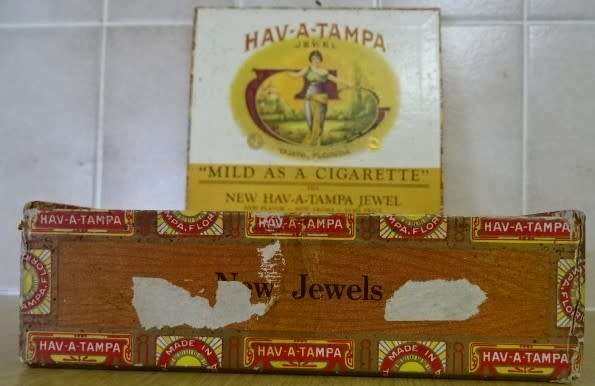 HAV-A-TAMPA
JEWEL
TAMPA, FLORIDA
"MILD AS A CIGARETTE"
THE
NEW HAV-A-TAMPA JEWEL
HAV-A-TAMPA HAV-A-TAMPA HAV-A-TAMPA
New Jewels
HAV-A-TAMPA MADE IN HAV-A-TAMPA MADE IN HAV-A-TAMPA